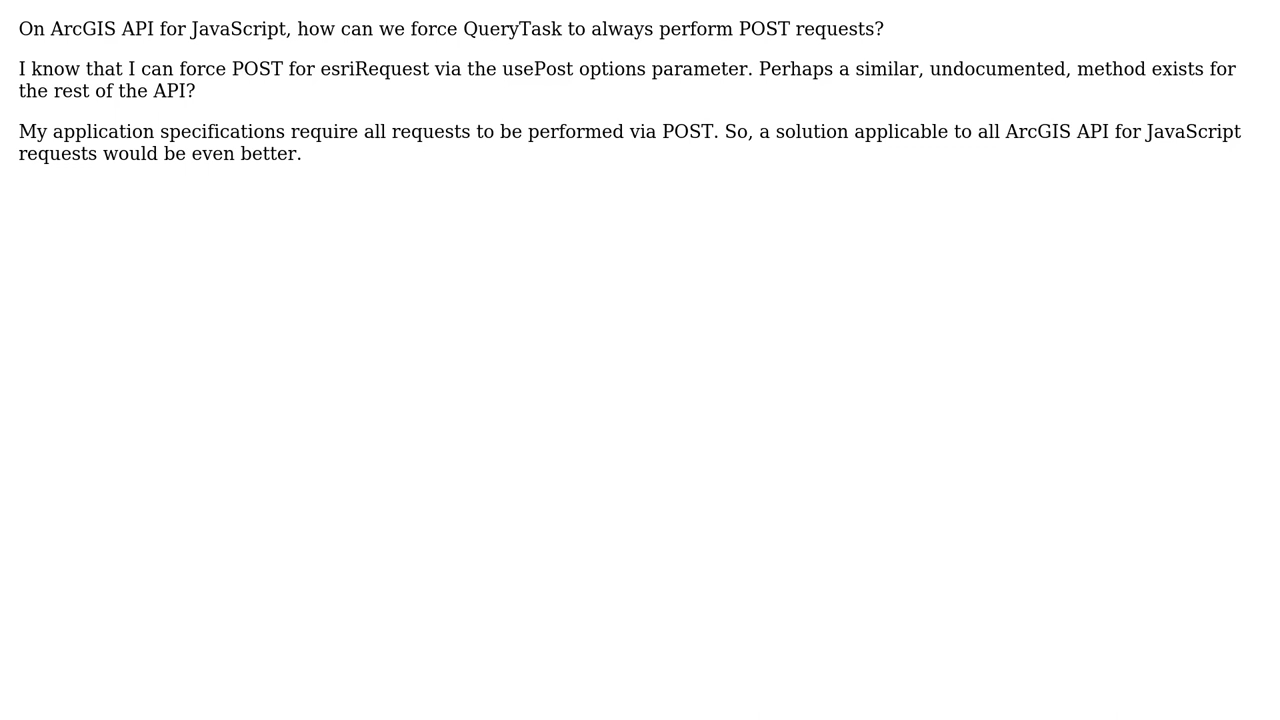 On ArcGIS API for JavaScript, how can we force QueryTask to always perform POST requests?
I know that I can force POST for esriRequest via the usePost options parameter. Perhaps a similar, undocumented, method exists for
the rest of the API?
My application specifications require all requests to be performed via POST. So, a solution applicable to all ArcGIS API for JavaScript
requests would be even better.